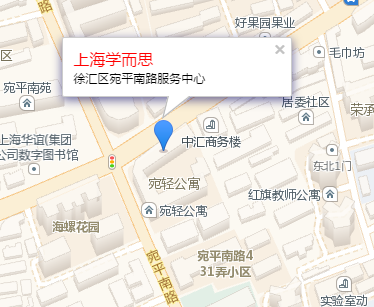 好果园果业
毛巾坊
区
上海学而思
徐汇区宛平南路服务中心
宛平南苑
居委社区
荣承
上海华谊(集团
公司数字图书馆
中汇商务楼
东北1门
宛轻公寓
红旗教师公寓
宛轻公寓
海螺花园
宛平南路
宛平南路4
31弄小区
实验室动